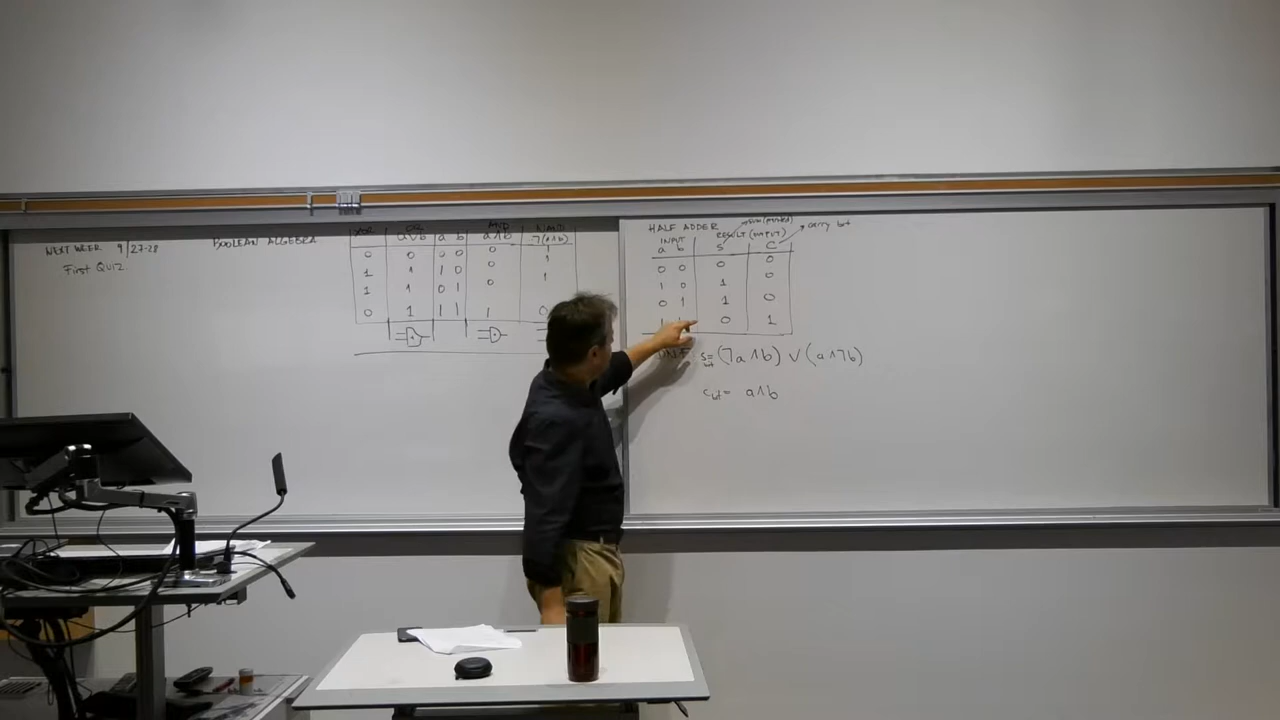 NEXT WEEK 9/27-28
First QUIZ
BOOLEAN ALGEBRA
XOR OR AND NAND
a∨b a b a∧b ¬(a∧b)
0 0 0 0 0 1
1 1 1 0 0 1
1 1 0 1 0 1
0 1 1 1 1 0
HALF ADDER
INPUT RESULT (OUTPUT) carry bit
a b S C
0 0 0 0
1 0 1 0
0 1 1 0
1 0 1
S = (¬a∧b) ∨ (a∧¬b)
C = a∧b